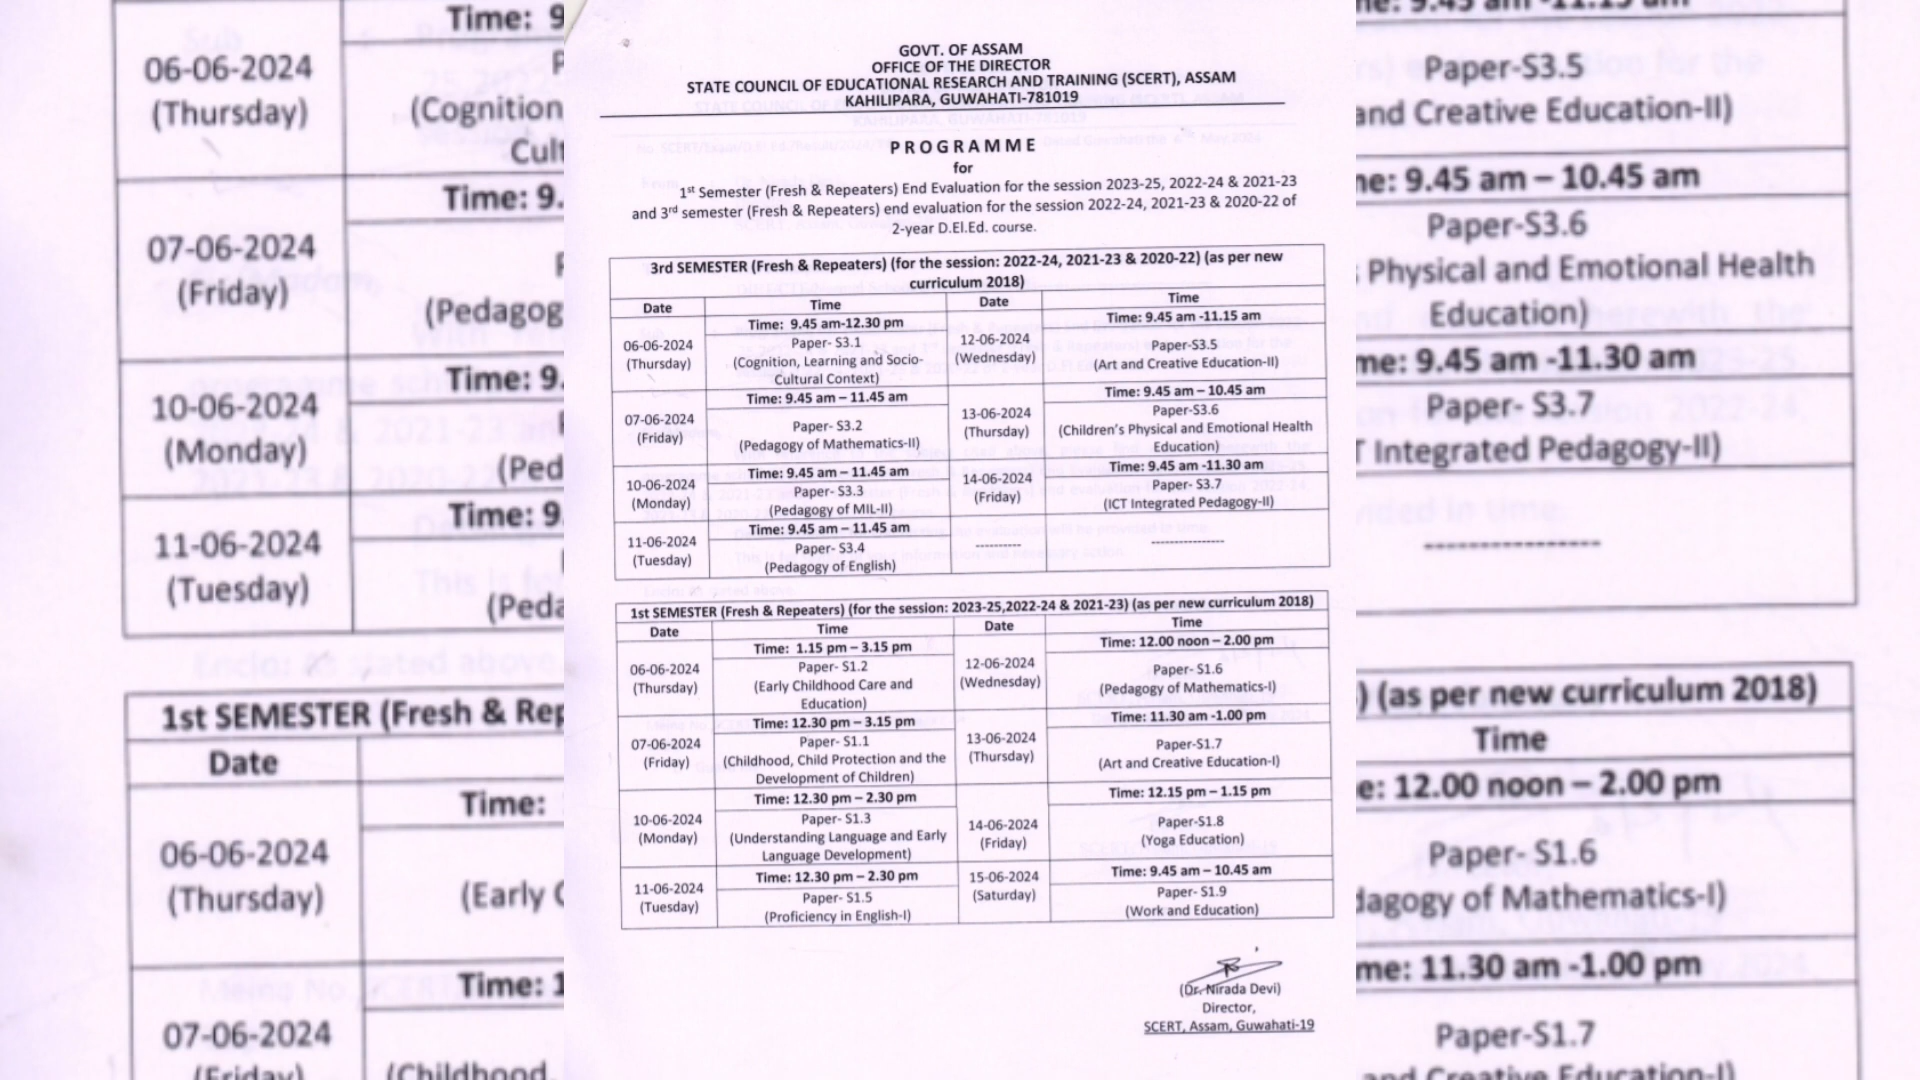 GOVT. OF ASSAM
OFFICE OF THE DIRECTOR
STATE COUNCIL OF EDUCATIONAL RESEARCH AND TRAINING (SCERT), ASSAM
KAHILIPARA, GUWAHATI-781019
PROGRAMME
for
1st Semester (Fresh & Repeaters) End Evaluation for the session 2023-25, 2022-24 & 2021-23
and 3rd semester (Fresh & Repeaters) end evaluation for the session 2022-24, 2021-23 & 2020-22 of
2-year D.El.Ed. course.
3rd SEMESTER (Fresh & Repeaters) (for the session: 2022-24, 2021-23 & 2020-22) (as per new
curriculum 2018)
Date Time Date Time
06-06-2024
(Thursday)
Time: 9.45 am-12.30 pm
Paper- S3.1
(Cognition, Learning and Socio-
Cultural Context)
12-06-2024
(Wednesday)
Time: 9.45 am -11.15 am
Paper-S3.5
(Art and Creative Education-II)
07-06-2024
(Friday)
Time: 9.45 am – 11.45 am
Paper- S3.2
(Pedagogy of Mathematics-II)
13-06-2024
(Thursday)
Time: 9.45 am – 10.45 am
Paper-S3.6
(Children's Physical and Emotional Health
Education)
10-06-2024
(Monday)
Time: 9.45 am – 11.45 am
Paper- S3.3
(Pedagogy of MIL-II)
14-06-2024
(Friday)
Time: 9.45 am -11.30 am
Paper- S3.7
(ICT Integrated Pedagogy-II)
11-06-2024
(Tuesday)
Time: 9.45 am – 11.45 am
Paper- S3.4
(Pedagogy of English)
----------
----------------
1st SEMESTER (Fresh & Repeaters) (for the session: 2023-25,2022-24 & 2021-23) (as per new curriculum 2018)
Date Time Date Time
06-06-2024
(Thursday)
Time: 1.15 pm – 3.15 pm
Paper- S1.2
(Early Childhood Care and
Education)
12-06-2024
(Wednesday)
Time: 12.00 noon – 2.00 pm
Paper- S1.6
(Pedagogy of Mathematics-I)
07-06-2024
(Friday)
Time: 12.30 pm – 3.15 pm
Paper- S1.1
(Childhood, Child Protection and the
Development of Children)
13-06-2024
(Thursday)
Time: 11.30 am -1.00 pm
Paper-S1.7
(Art and Creative Education-I)
10-06-2024
(Monday)
Time: 12.30 pm – 2.30 pm
Paper- S1.3
(Understanding Language and Early
Language Development)
14-06-2024
(Friday)
Time: 12.15 pm – 1.15 pm
Paper-S1.8
(Yoga Education)
11-06-2024
(Tuesday)
Time: 12.30 pm – 2.30 pm
Paper- S1.5
(Proficiency in English-I)
15-06-2024
(Saturday)
Time: 9.45 am – 10.45 am
Paper- S1.9
(Work and Education)
(Dr. Nirada Devi)
Director,
SCERT, Assam, Guwahati-19